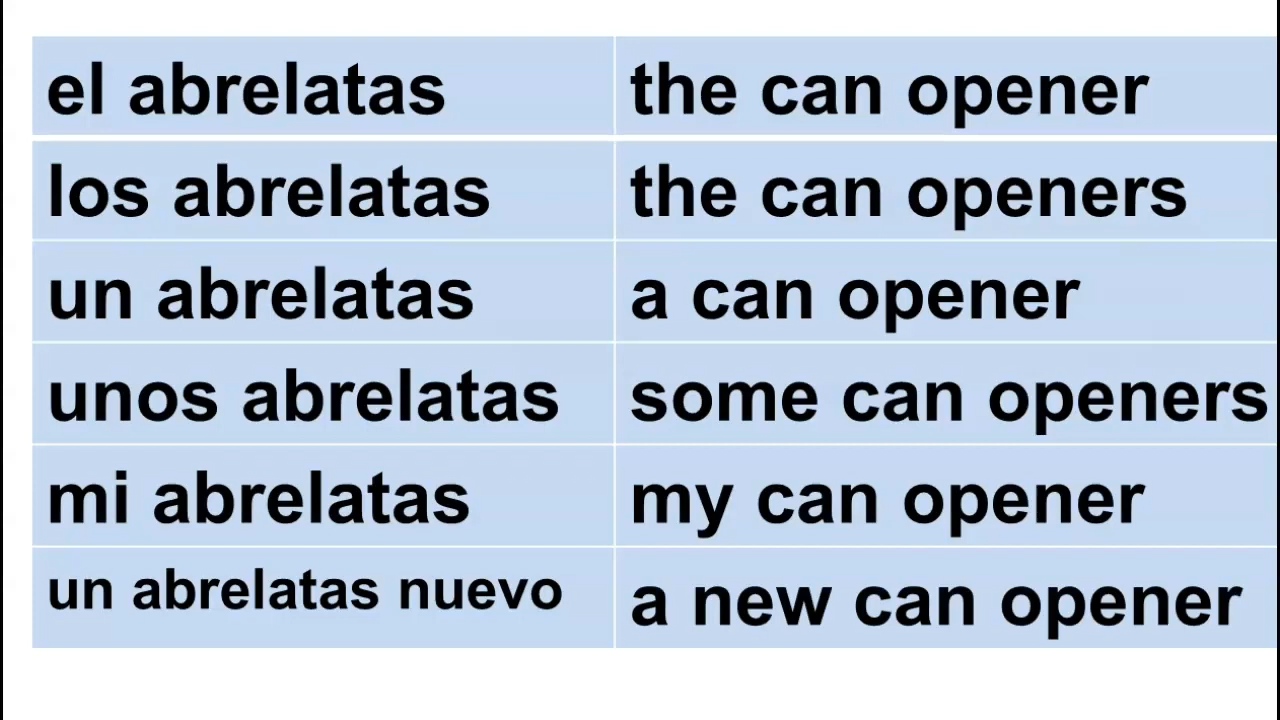 el abrelatas the can opener
los abrelatas the can openers
un abrelatas a can opener
unos abrelatas some can openers
mi abrelatas my can opener
un abrelatas nuevo a new can opener